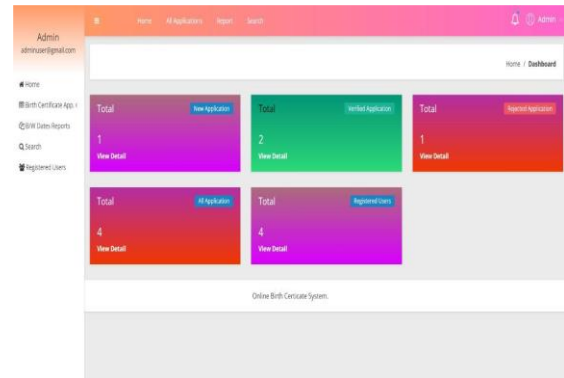 Admin
adminuser@gmail.com
Home
Birth Certificate App.
B/W Dates Reports
Search
Registered Users
Home All Applications Report Search
Admin
Home / Dashboard
Total New Application
1
View Detail
Total Verified Application
2
View Detail
Total Rejected Application
1
View Detail
Total All Application
4
View Detail
Total Registered Users
4
View Detail
Online Birth Certicate System.